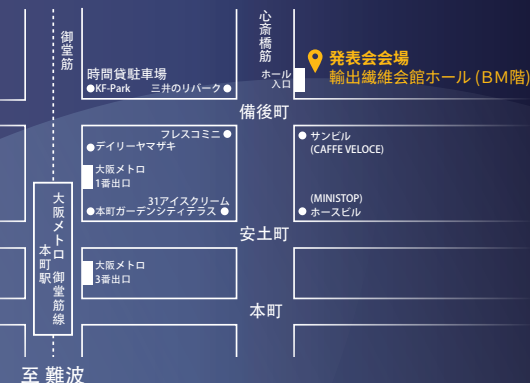 御堂筋
心斎橋筋
発表会会場
輸出繊維会館ホール(BM階)
ホール
入口
時間貸駐車場
●KF-Park 三井のリパーク●
備後町
フレスコミニ●
●デイリーヤマザキ
大阪メトロ
1番出口
31アイスクリーム
●本町ガーデンシティテラス●
● サンビル
(CAFFE VELOCE)
(MINISTOP)
● ホースビル
安土町
大阪メトロ 御堂筋線
本町駅
大阪メトロ
3番出口
本町
至 難波